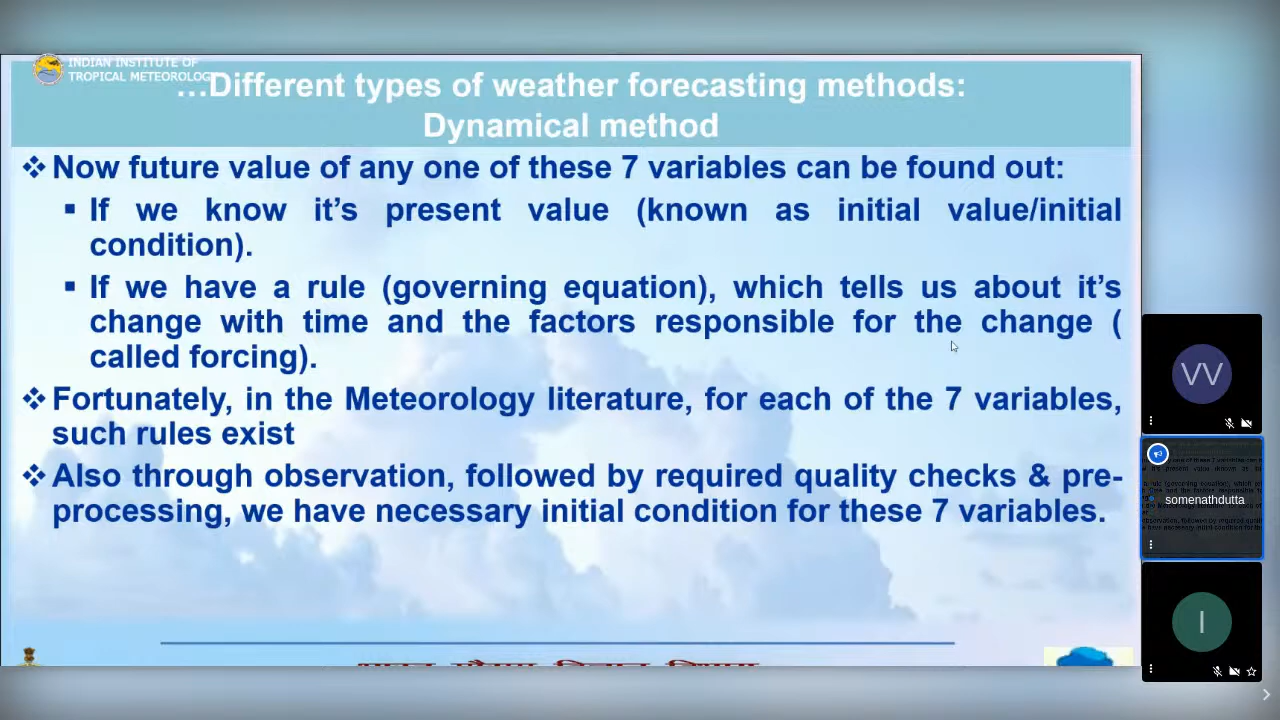 INDIAN INSTITUTE OF
TROPICAL METEOROLOG
...Different types of weather forecasting methods:
Dynamical method
❖ Now future value of any one of these 7 variables can be found out:
▪ If we know it's present value (known as initial value/initial
condition).
▪ If we have a rule (governing equation), which tells us about it's
change with time and the factors responsible for the change (
called forcing).
❖ Fortunately, in the Meteorology literature, for each of the 7 variables,
such rules exist
❖ Also through observation, followed by required quality checks & pre-
processing, we have necessary initial condition for these 7 variables.
VV
somenathdutta
I